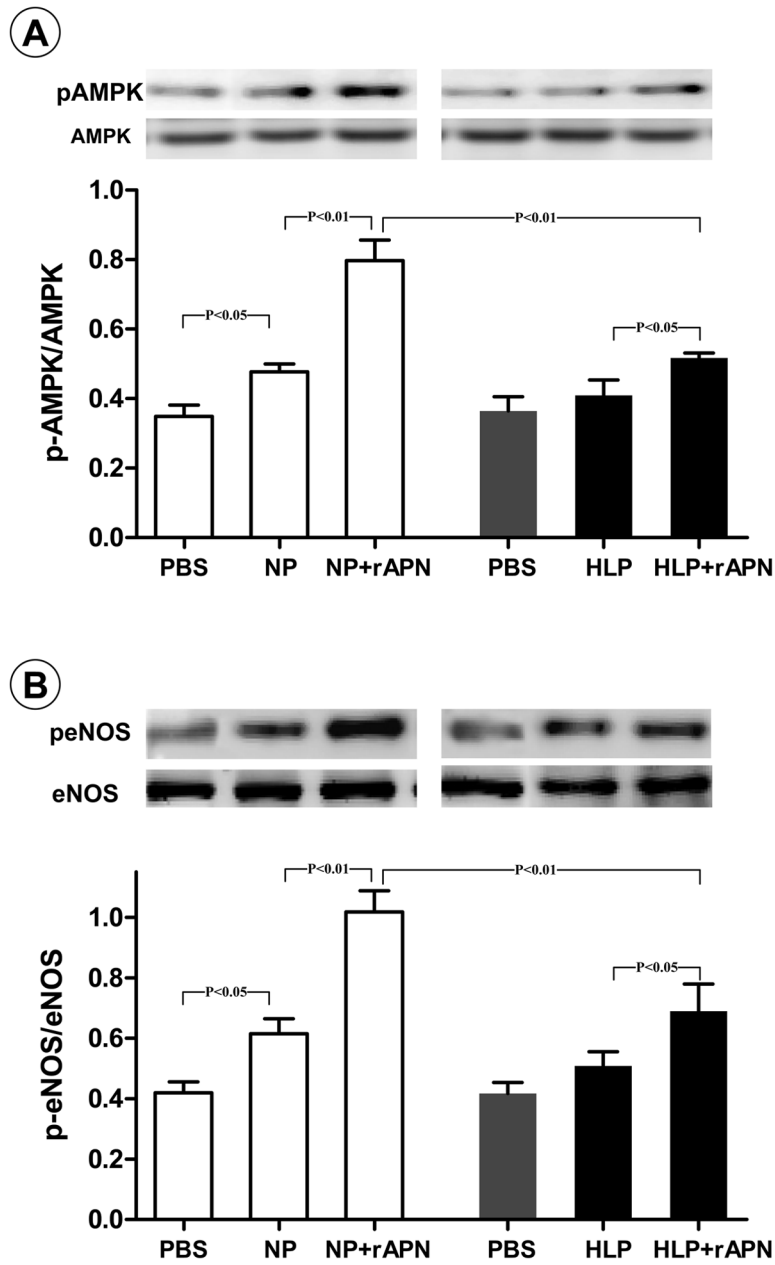 A
pAMPK
AMPK
p-AMPK/AMPK
1.0
0.8
0.6
0.4
0.2
0.0
P<0.05
P<0.01
P<0.01
P<0.05
PBS NP NP+rAPN PBS HLP HLP+rAPN
B
peNOS
eNOS
p-eNOS/eNOS
1.0
0.8
0.6
0.4
0.2
0.0
P<0.05
P<0.01
P<0.01
P<0.05
PBS NP NP+rAPN PBS HLP HLP+rAPN